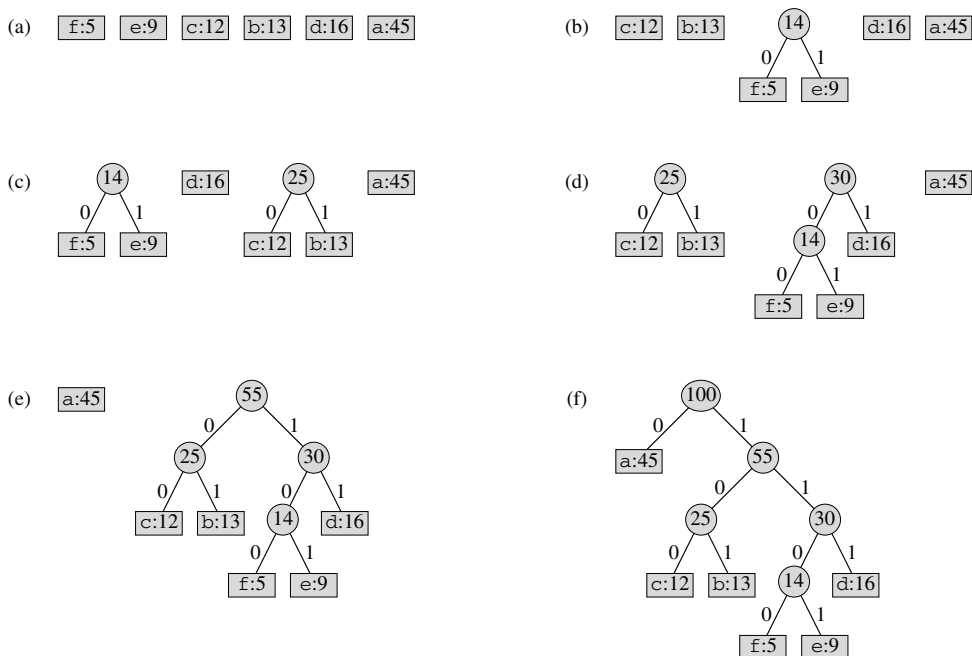 (a) f:5 e:9 c:12 b:13 d:16 a:45
(b) c:12 b:13 14 d:16 a:45
0 1
f:5 e:9
(c) 14 d:16 25 a:45
0 1 0 1
f:5 e:9 c:12 b:13
(d) 25 30 a:45
0 1 0 1
c:12 b:13 14 d:16
0 1
f:5 e:9
(e) a:45 55
0 1
25 30
0 1 0 1
c:12 b:13 14 d:16
0 1
f:5 e:9
(f) 100
0 1
a:45 55
0 1
25 30
0 1 0 1
c:12 b:13 14 d:16
0 1
f:5 e:9